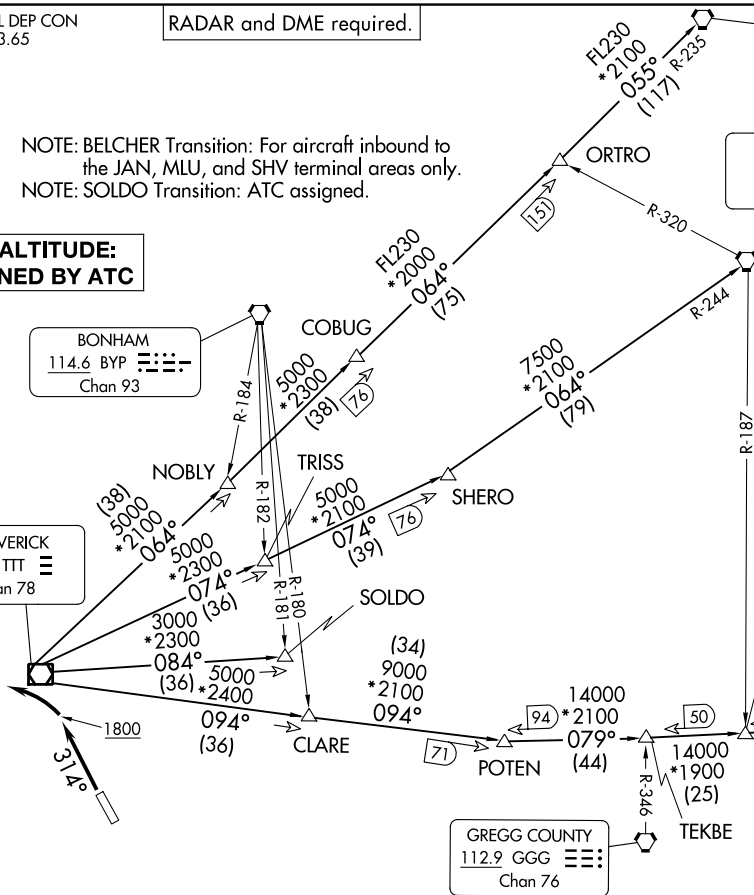 L DEP CON
3.65
RADAR and DME required.
NOTE: BELCHER Transition: For aircraft inbound to
the JAN, MLU, and SHV terminal areas only.
NOTE: SOLDO Transition: ATC assigned.
ALTITUDE:
NED BY ATC
FL230
*2100
055°
(117)
R-235
ORTRO
151
R-320
FL230
*2000
064°
(75)
R-244
BONHAM
114.6 BYP
Chan 93
COBUG
5000
*2300
(38)
76
R-184
7500
*2100
064°
(79)
R-187
NOBLY
TRISS
R-182
5000
*2100
074°
(39)
76
SHERO
(38)
5000
*2100
064°
VERICK
TTT
an 78
5000
*2300
074°
(36)
R-180
R-181
SOLDO
3000
*2300
084°
(36)
5000
*2400
094°
(36)
CLARE
(34)
9000
*2100
094°
71
94
POTEN
14000
*2100
079°
(44)
50
14000
*1900
(25)
R-346
TEKBE
1800
314°
GREGG COUNTY
112.9 GGG
Chan 76